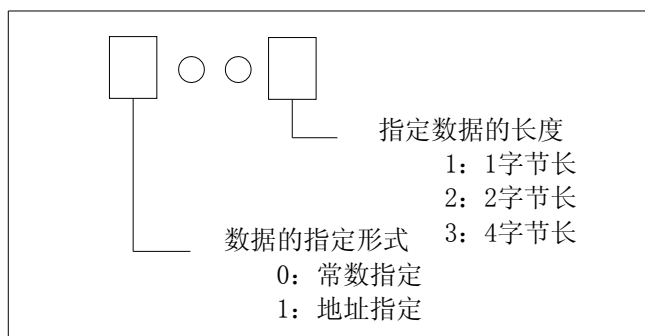 指定数据的长度
1: 1字节长
2: 2字节长
数据的指定形式
3: 4字节长
0: 常数指定
1: 地址指定